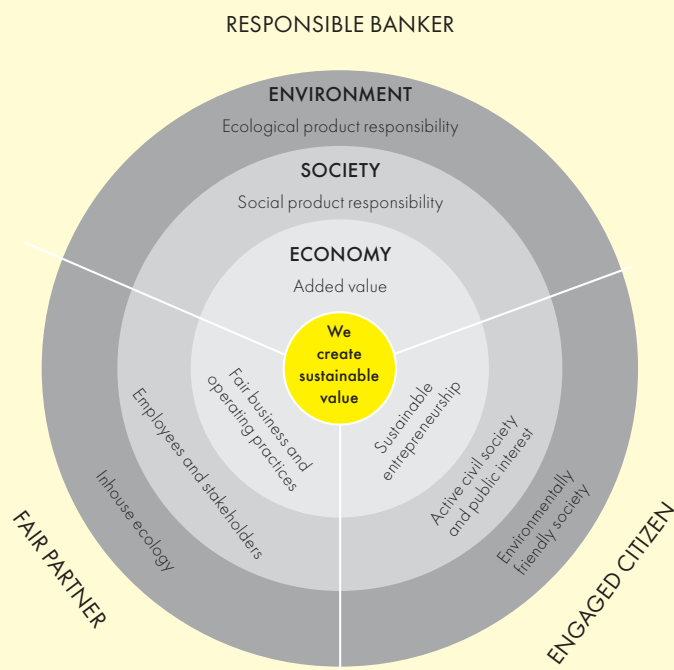 RESPONSIBLE BANKER
ENVIRONMENT
Ecological product responsibility
SOCIETY
Social product responsibility
ECONOMY
Added value
We
create
sustainable
value
Fair business and
operating practices
Employees and stakeholders
Inhouse ecology
FAIR PARTNER
Sustainable
entrepreneurship
Active civil society
and public interest
Environmentally
friendly society
ENGAGED CITIZEN